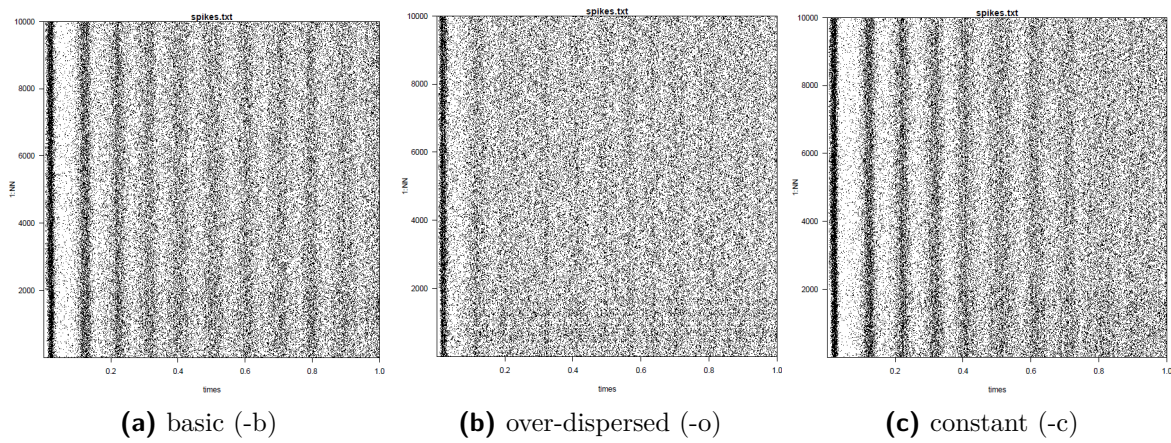 spikes.txt
10000
8000
6000
4000
2000
1:NN
0.2 0.4 0.6 0.8 1.0
times
(a) basic (-b)
spikes.txt
10000
8000
6000
4000
2000
1:NN
0.2 0.4 0.6 0.8 1.0
times
(b) over-dispersed (-o)
spikes.txt
10000
8000
6000
4000
2000
1:NN
0.2 0.4 0.6 0.8 1.0
times
(c) constant (-c)